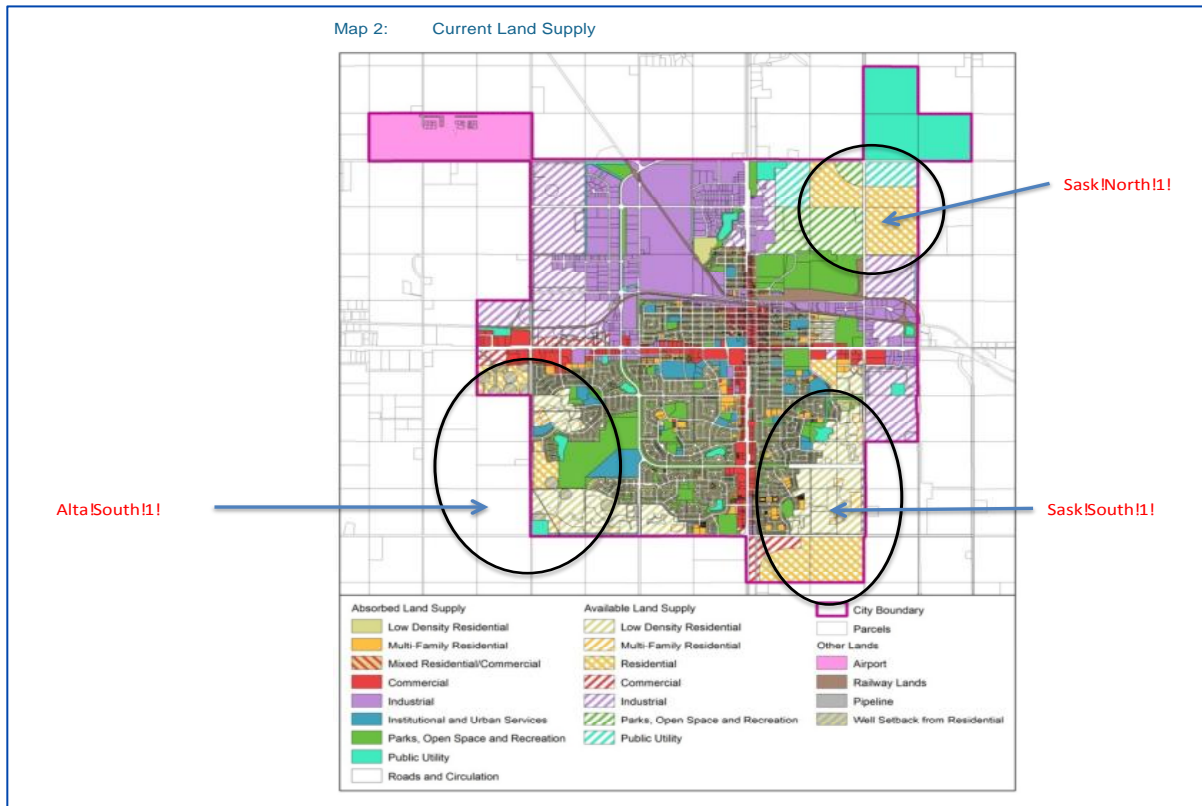 Map 2: Current Land Supply
Sask!North!1!
Alta!South!1!
Sask!South!1!
Absorbed Land Supply
Low Density Residential
Multi-Family Residential
Mixed Residential/Commercial
Commercial
Industrial
Institutional and Urban Services
Parks, Open Space and Recreation
Public Utility
Roads and Circulation
Available Land Supply
Low Density Residential
Multi-Family Residential
Residential
Commercial
Industrial
Parks, Open Space and Recreation
Public Utility
City Boundary
Parcels
Other Lands
Airport
Railway Lands
Pipeline
Well Setback from Residential